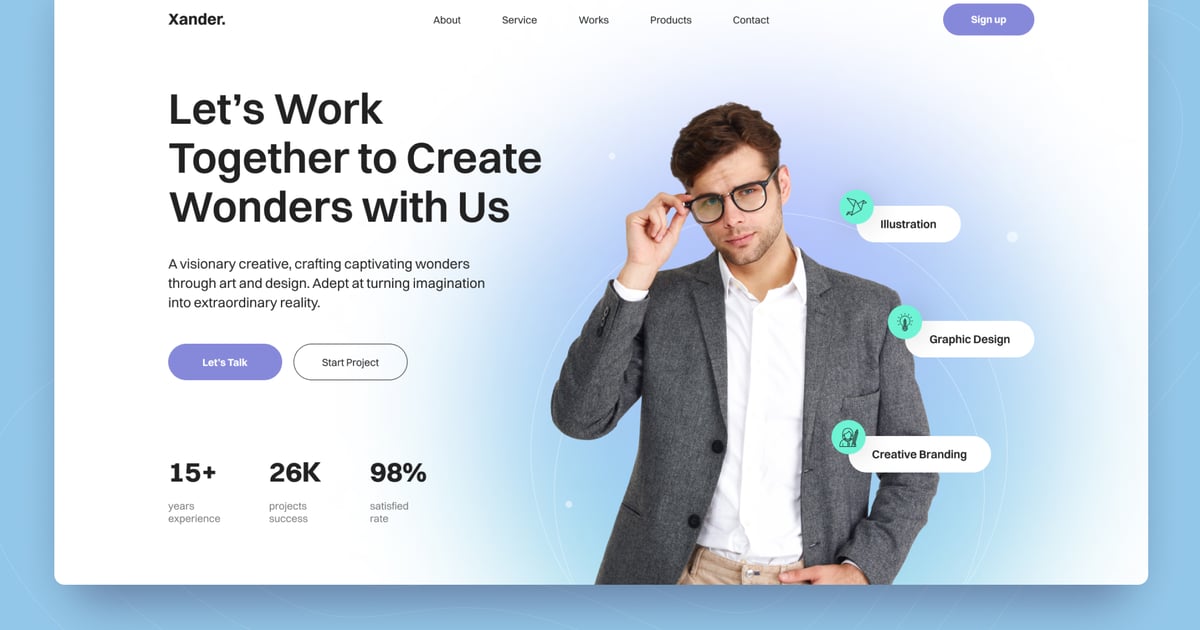 Xander.
About
Service
Works
Products
Contact
Sign up
Let’s Work
Together to Create
Wonders with Us
A visionary creative, crafting captivating wonders
through art and design. Adept at turning imagination
into extraordinary reality.
Let's Talk
Start Project
15+
years
experience
26K
projects
success
98%
satisfied
rate
Illustration
Graphic Design
Creative Branding